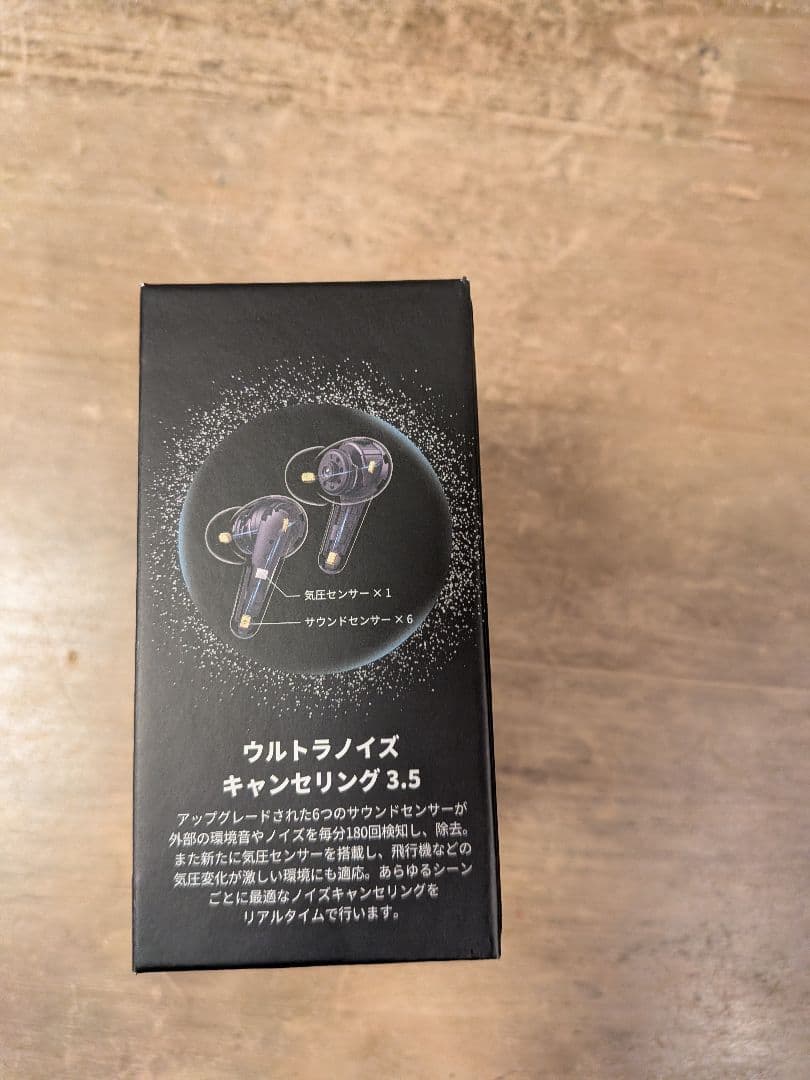 気圧センサー×1
サウンドセンサー×6
ウルトラノイズ
キャンセリング 3.5
アップグレードされた6つのサウンドセンサーが
外部の環境音やノイズを毎分180回検知し、除去。
また新たに気圧センサーを搭載し、飛行機などの
気圧変化が激しい環境にも適応。あらゆるシーン
ごとに最適なノイズキャンセリングを
リアルタイムで行います。